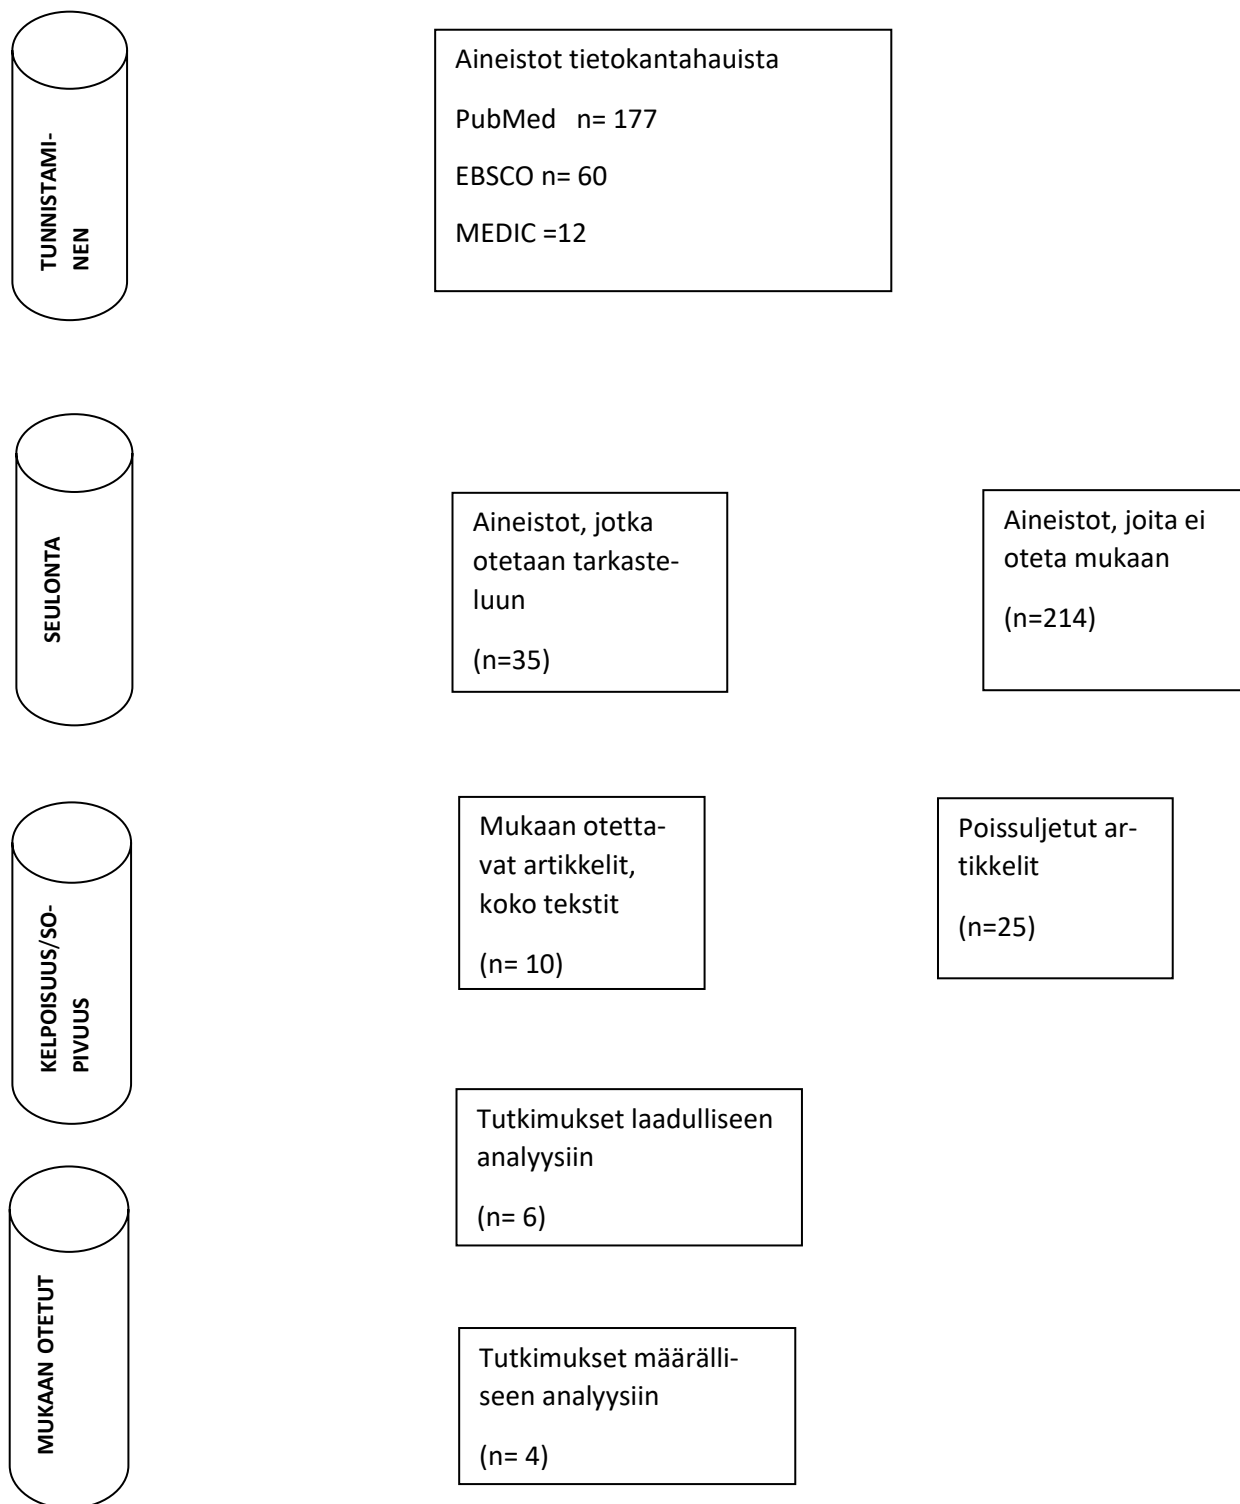 TUNNISTAMI-
NEN
Aineistot tietokantahauista
PubMed   n= 177
EBSCO n= 60
MEDIC =12
SEULONTA
Aineistot, jotka
otetaan tarkaste-
luun
(n=35)
Aineistot, joita ei
oteta mukaan
(n=214)
KELPOISUUS/SO-
PIVUUS
Mukaan otetta-
vat artikkelit,
koko tekstit
(n= 10)
Poissuljetut ar-
tikkelit
(n=25)
Tutkimukset laadulliseen
analyysiin
(n= 6)
MUKAAN OTETUT
Tutkimukset määrälli-
seen analyysiin
(n= 4)